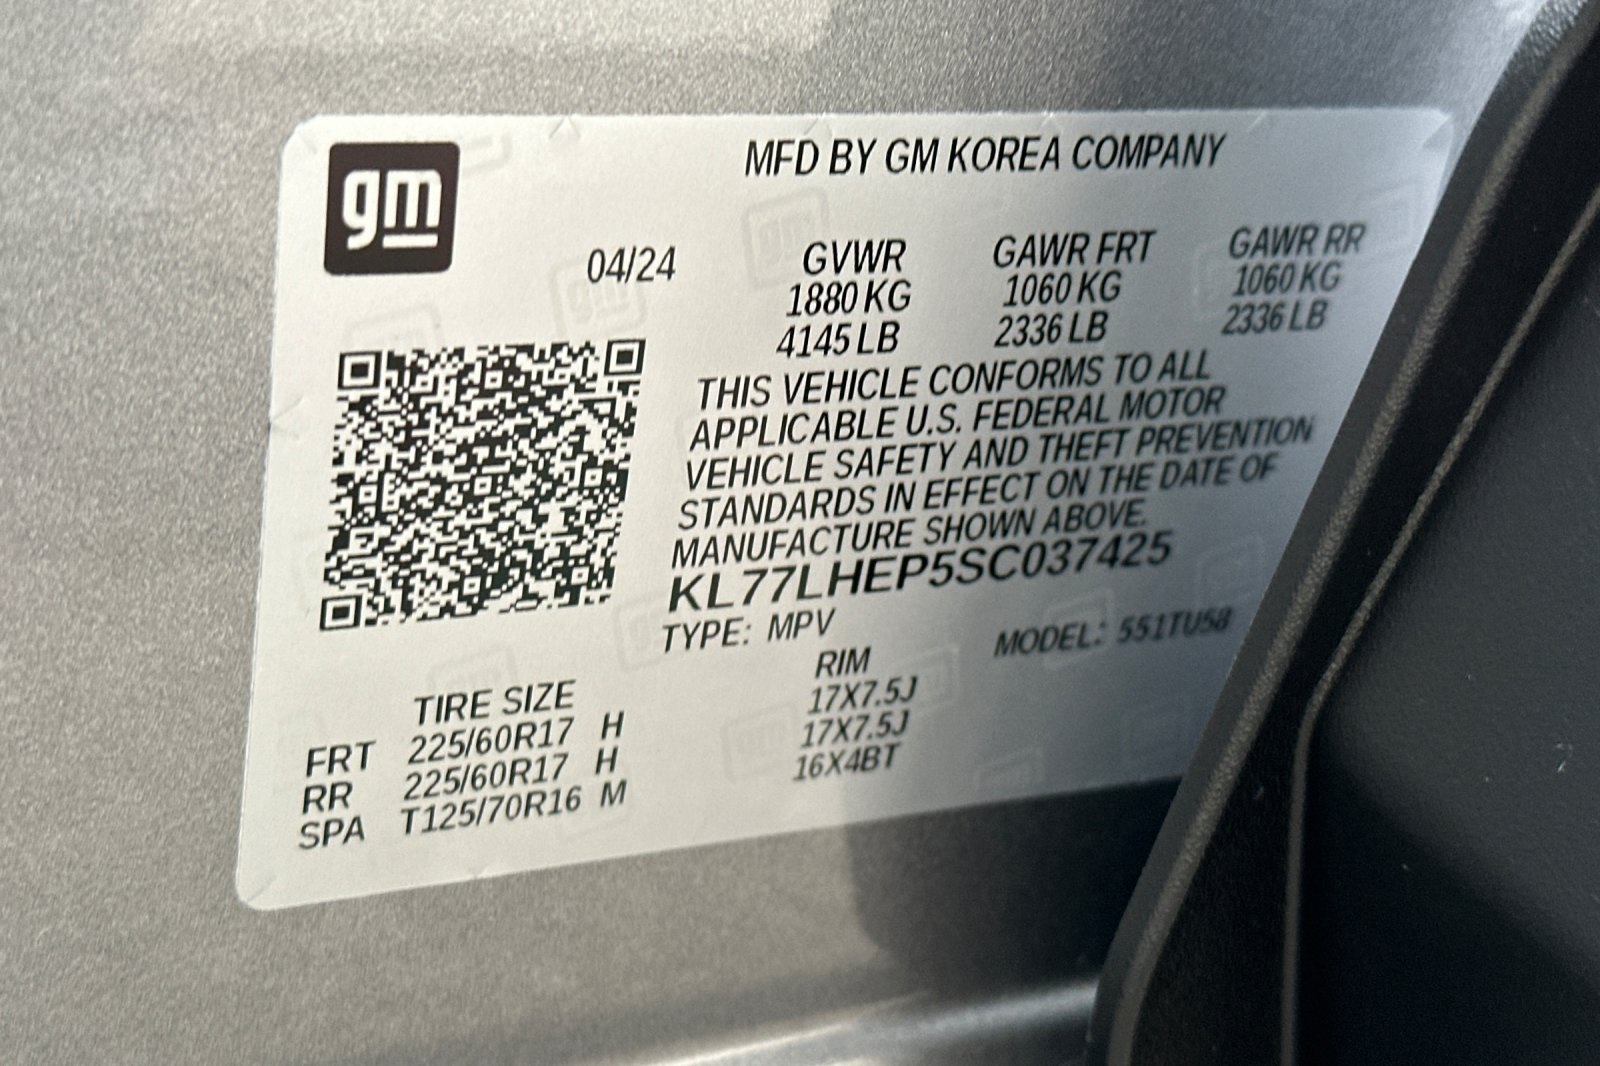 gm
MFD BY GM KOREA COMPANY
04/24 GVWR GAWR FRT GAWR RR
1880 KG 1060 KG 1060 KG
4145 LB 2336 LB 2336 LB
THIS VEHICLE CONFORMS TO ALL
APPLICABLE U.S. FEDERAL MOTOR
VEHICLE SAFETY AND THEFT PREVENTION
STANDARDS IN EFFECT ON THE DATE OF
MANUFACTURE SHOWN ABOVE.
KL77LHEP5SC037425
TYPE: MPV MODEL: 551TU58
TIRE SIZE RIM
FRT 225/60R17 H 17X7.5J
RR 225/60R17 H 17X7.5J
SPA T125/70R16 M 16X4BT